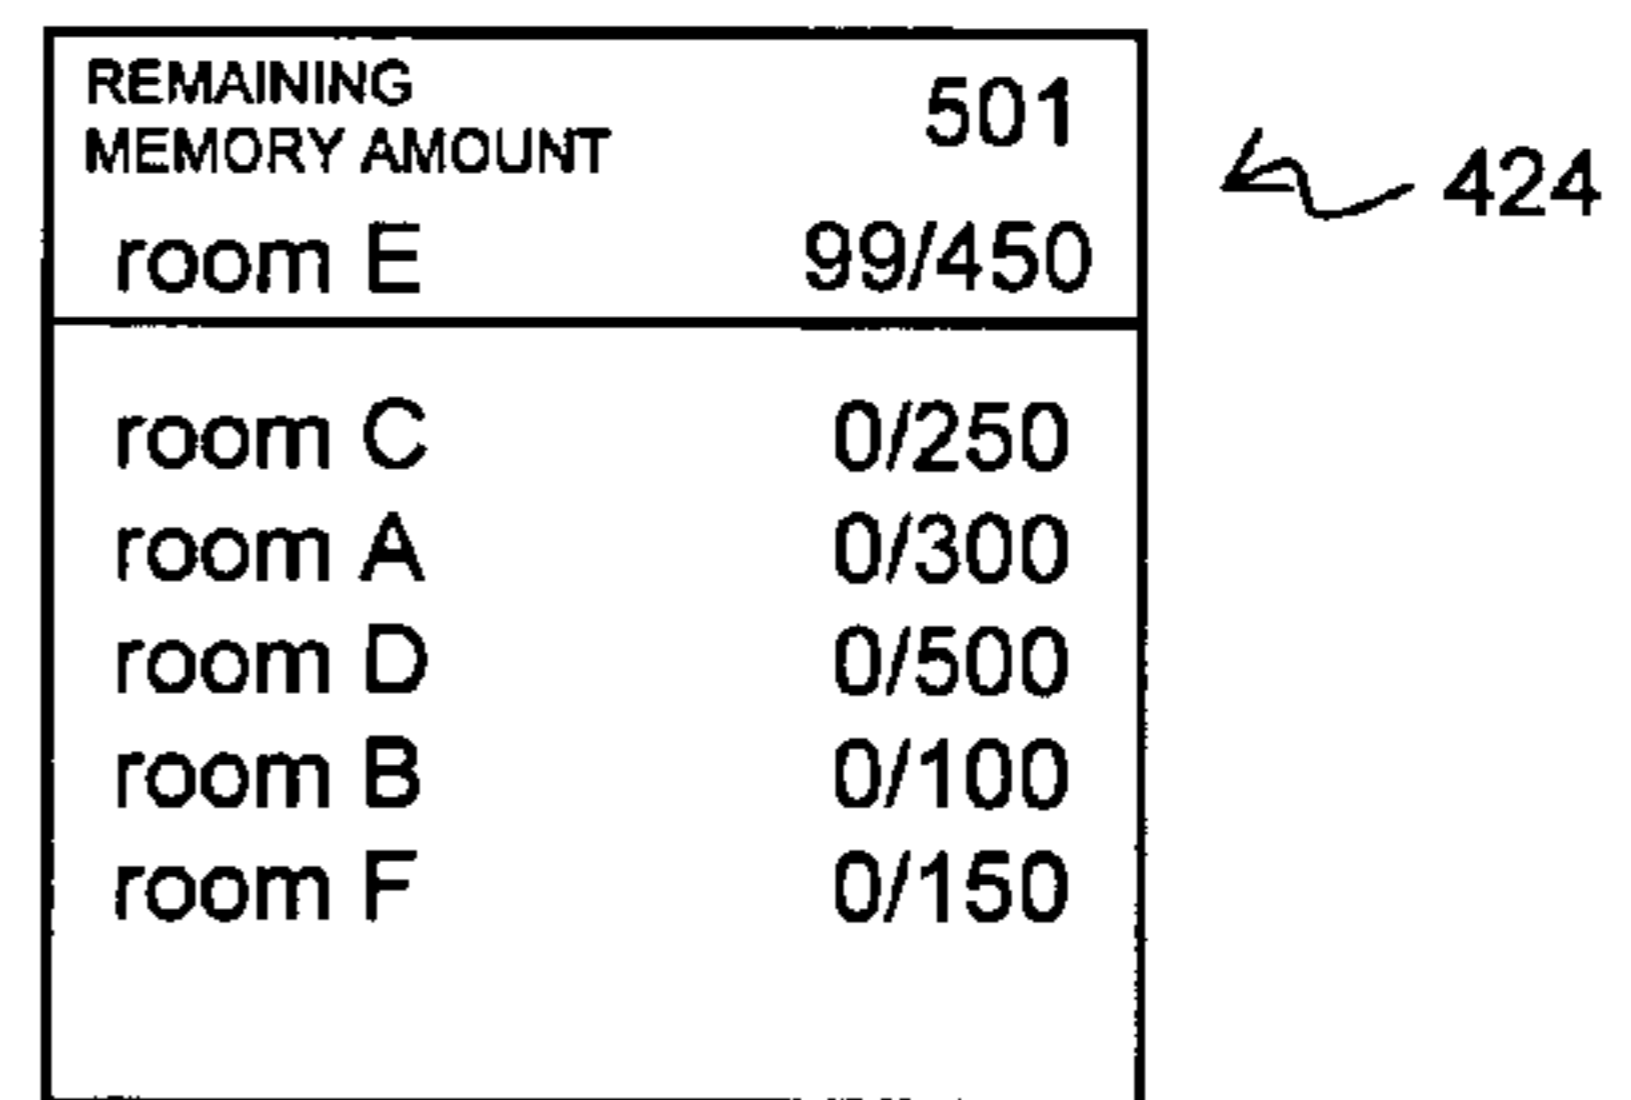 REMAINING
MEMORY AMOUNT 501
room E 99/450
room C 0/250
room A 0/300
room D 0/500
room B 0/100
room F 0/150
424